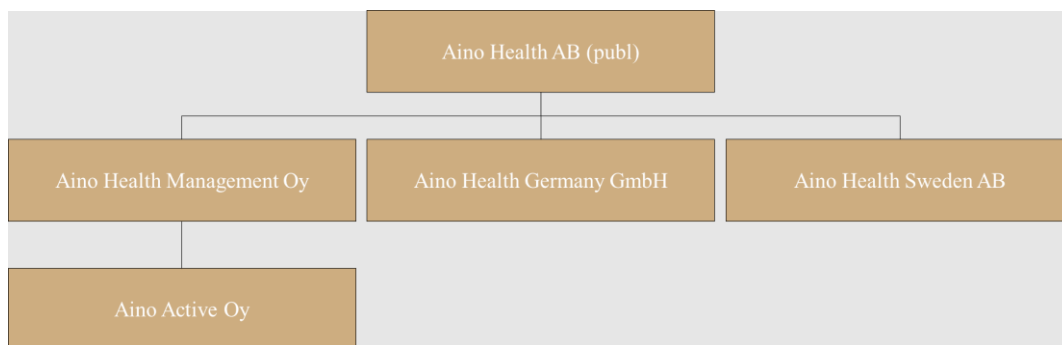 Aino Health AB (publ)
Aino Health Management Oy
Aino Health Germany GmbH
Aino Health Sweden AB
Aino Active Oy